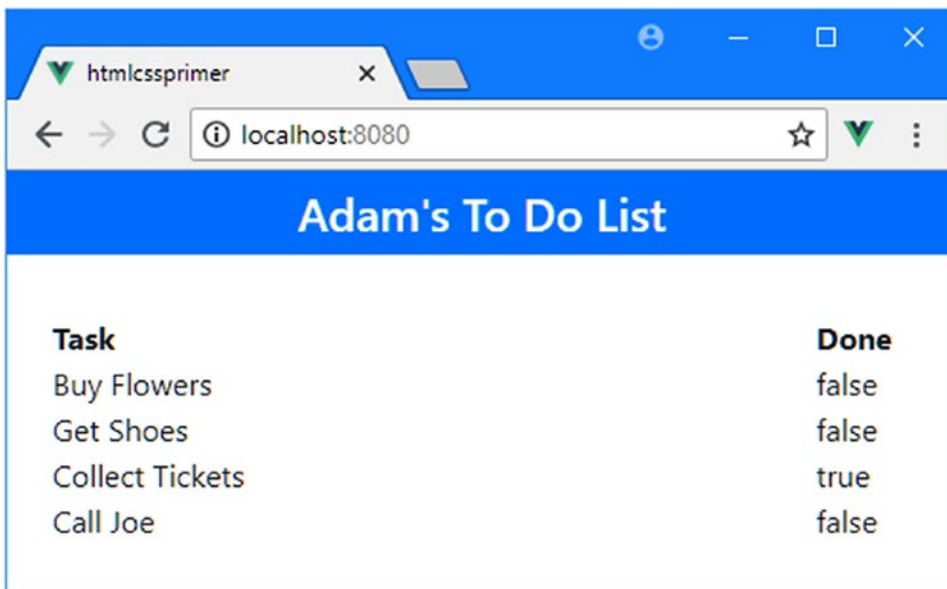 htmlcssprimer
localhost:8080
Adam's To Do List
Task Done
Buy Flowers false
Get Shoes false
Collect Tickets true
Call Joe false